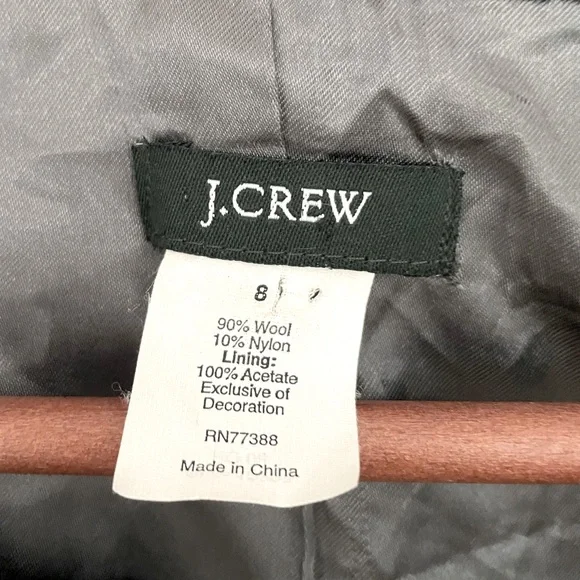 J.CREW
8
90% Wool
10% Nylon
Lining:
100% Acetate
Exclusive of
Decoration
RN77388
Made in China